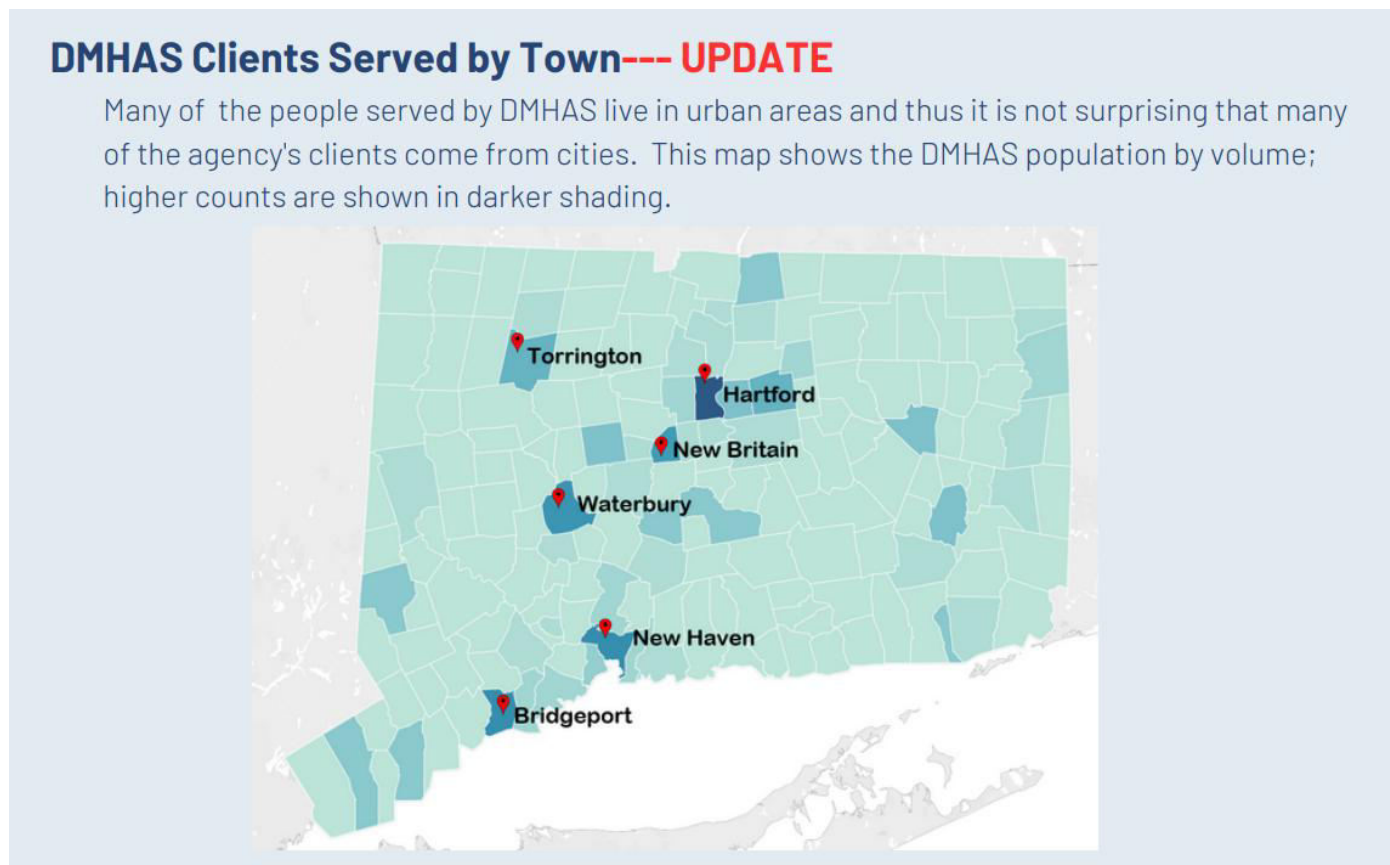 DMHAS Clients Served by Town--- UPDATE
Many of  the people served by DMHAS live in urban areas and thus it is not surprising that many
of the agency's clients come from cities.  This map shows the DMHAS population by volume;
higher counts are shown in darker shading.
Torrington
Hartford
New Britain
Waterbury
New Haven
Bridgeport